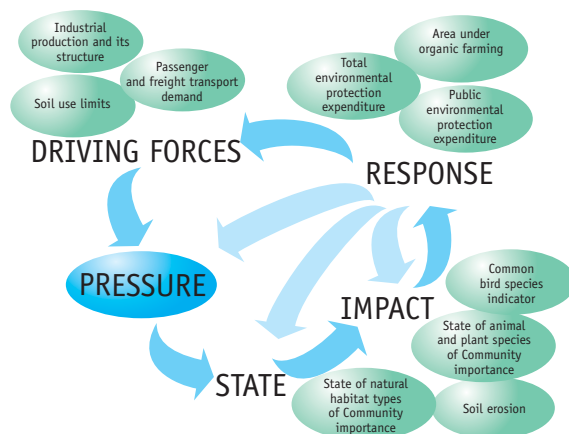 Industrial
production and its
structure
Passenger
and freight transport
demand
Soil use limits
DRIVING FORCES
Area under
organic farming
Total
environmental
protection
expenditure
Public
environmental
protection
expenditure
RESPONSE
PRESSURE
STATE
IMPACT
Common
bird species
indicator
State of animal
and plant species
of Community
importance
State of natural
habitat types
of Community
importance
Soil erosion